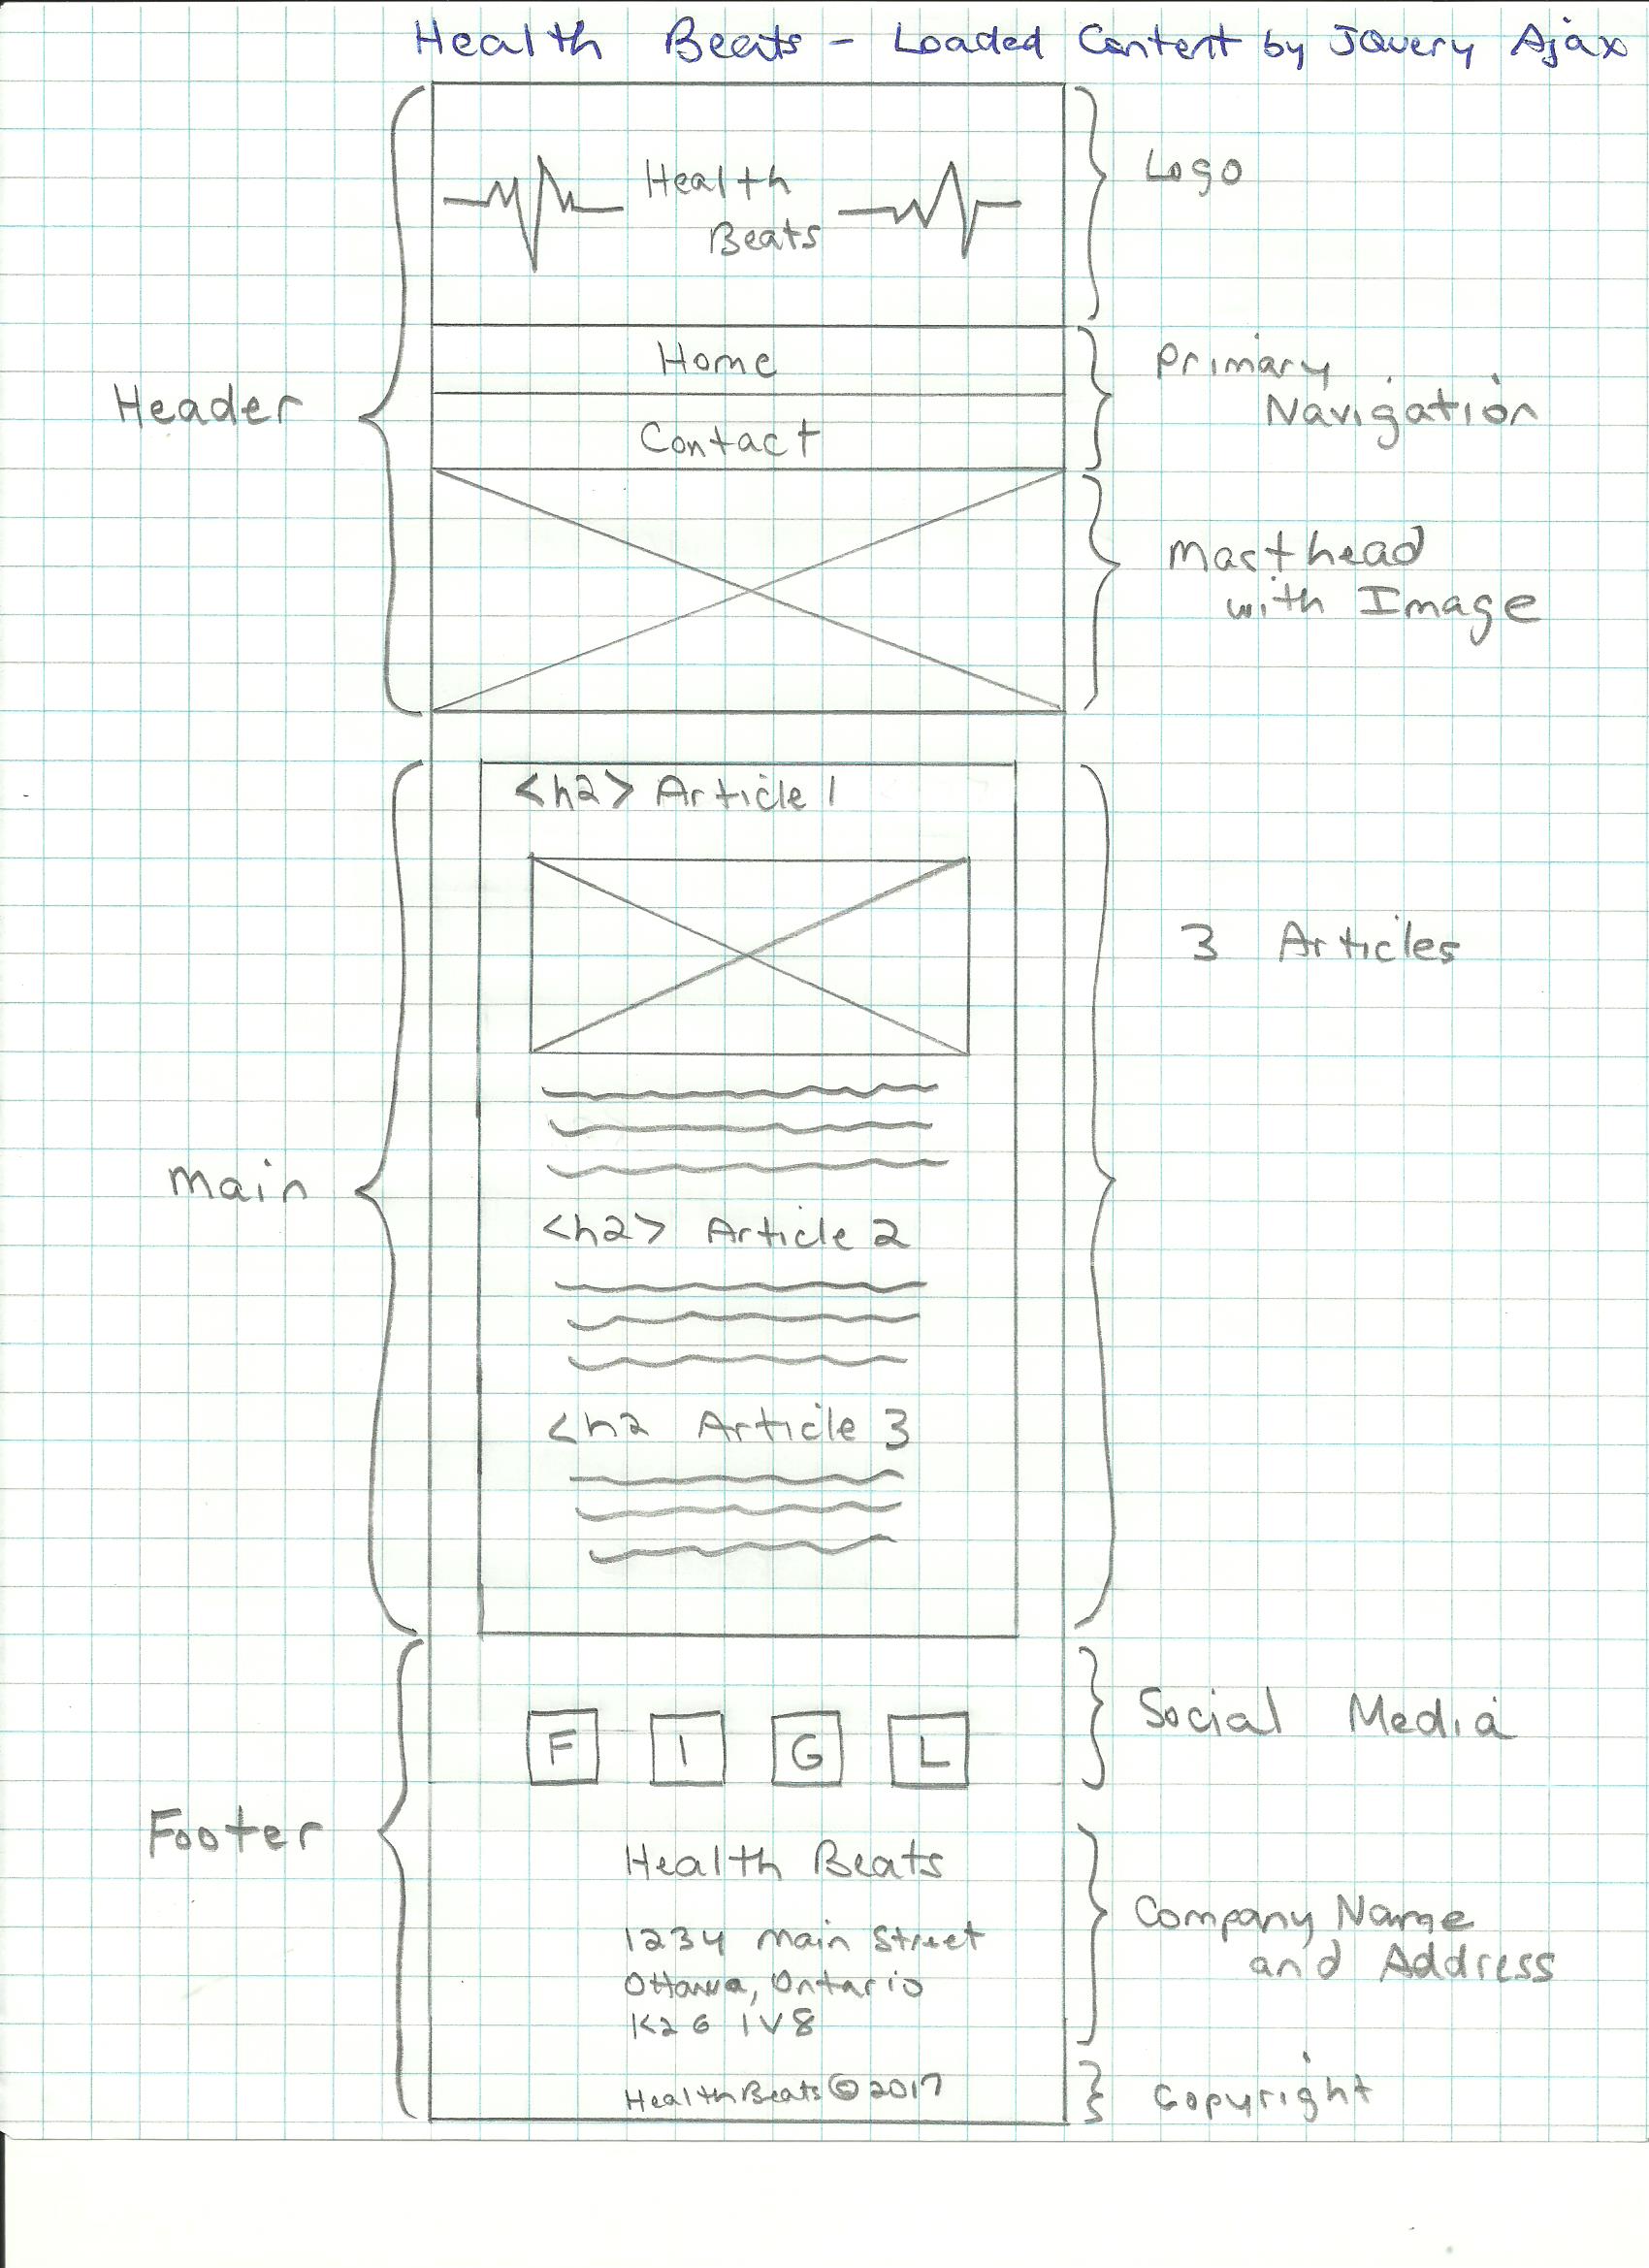 Health Beats - Loaded Content by JQuery Ajax
Health
Beats
Logo
Home
Contact
Primary
Navigation
Header
Masthead
with Image
<h2> Article 1
3 Articles
Main
<h2> Article 2
<h2 Article 3
F I G L
Social Media
Footer
Health Beats
1234 Main Street
Ottawa, Ontario
K2G 1V8
Company Name
and Address
Health Beats © 2017
Copyright